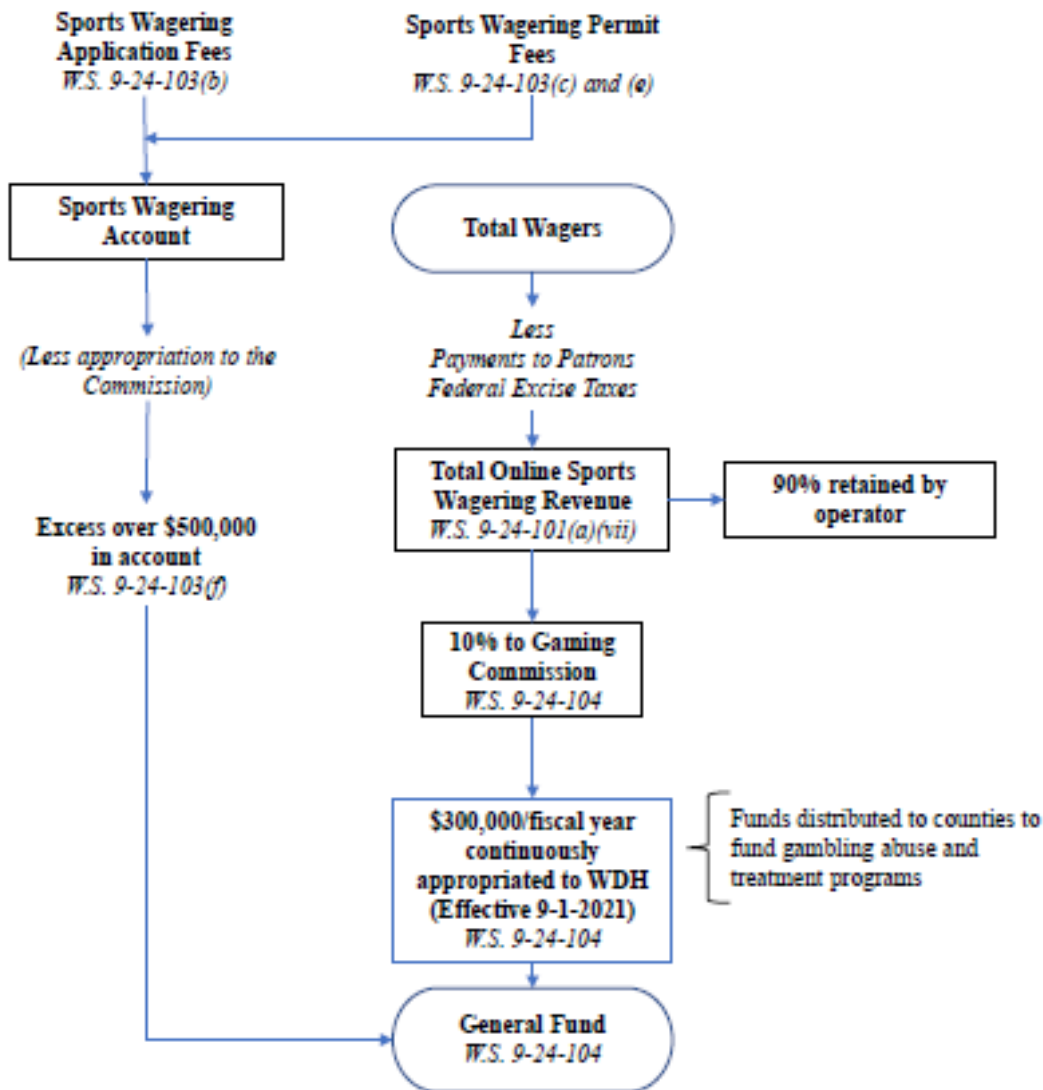 Sports Wagering
Application Fees
W.S. 9-24-103(b)
Sports Wagering Permit
Fees
W.S. 9-24-103(c) and (e)
Sports Wagering
Account
Total Wagers
(Less appropriation to the
Commission)
Less
Payments to Patrons
Federal Excise Taxes
Total Online Sports
Wagering Revenue
W.S. 9-24-101(a)(vii)
90% retained by
operator
Excess over $500,000
in account
W.S. 9-24-103(f)
10% to Gaming
Commission
W.S. 9-24-104
$300,000/fiscal year
continuously
appropriated to WDH
(Effective 9-1-2021)
W.S. 9-24-104
Funds distributed to counties to
fund gambling abuse and
treatment programs
General Fund
W.S. 9-24-104